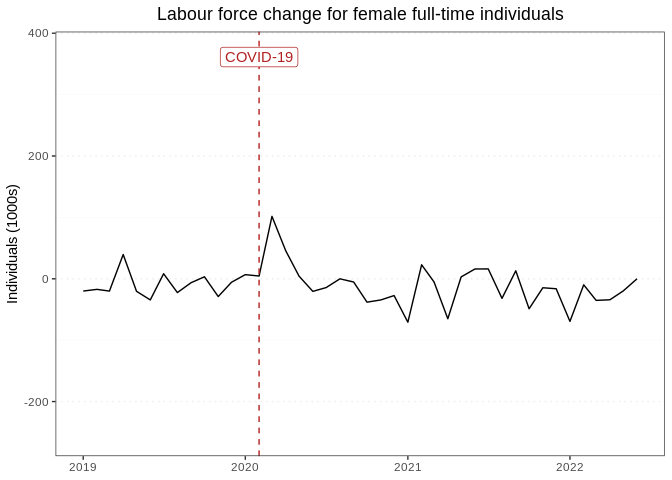 Labour force change for female full-time individuals
400
COVID-19
200
Individuals (1000s)
0
-200
2019 2020 2021 2022